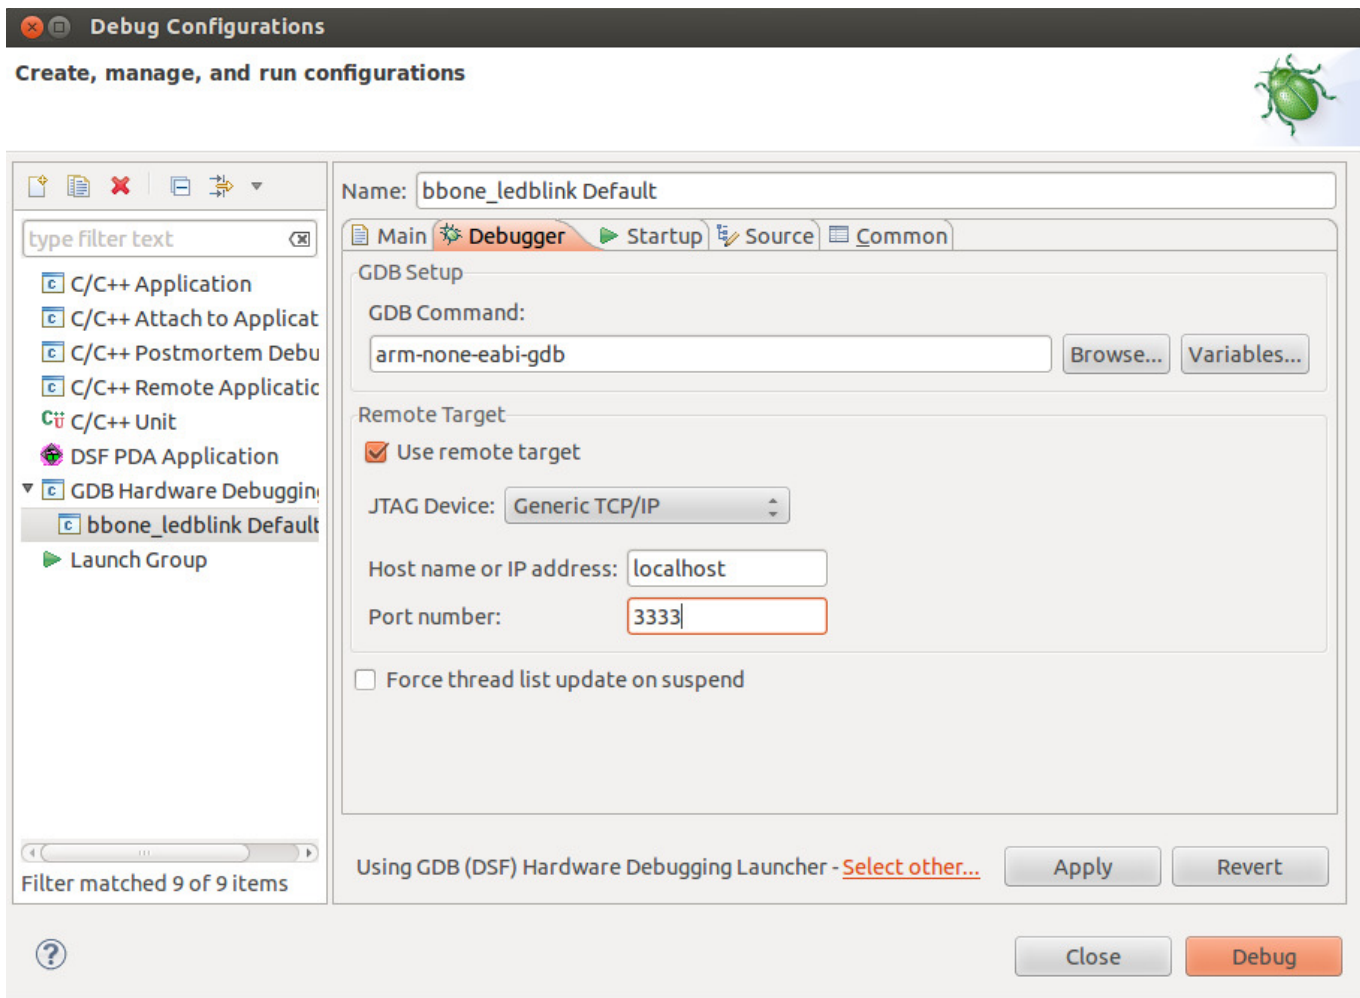 Debug Configurations
Create, manage, and run configurations
type filter text
C/C++ Application
C/C++ Attach to Applicat
C/C++ Postmortem Debu
C/C++ Remote Applicatic
C/C++ Unit
DSF PDA Application
GDB Hardware Debugging
bbone_ledblink Default
Launch Group
Filter matched 9 of 9 items
Name: bbone_ledblink Default
Main Debugger Startup Source Common
GDB Setup
GDB Command:
arm-none-eabi-gdb Browse... Variables...
Remote Target
Use remote target
JTAG Device: Generic TCP/IP
Host name or IP address: localhost
Port number: 3333
Force thread list update on suspend
Using GDB (DSF) Hardware Debugging Launcher - Select other... Apply Revert
? Close Debug